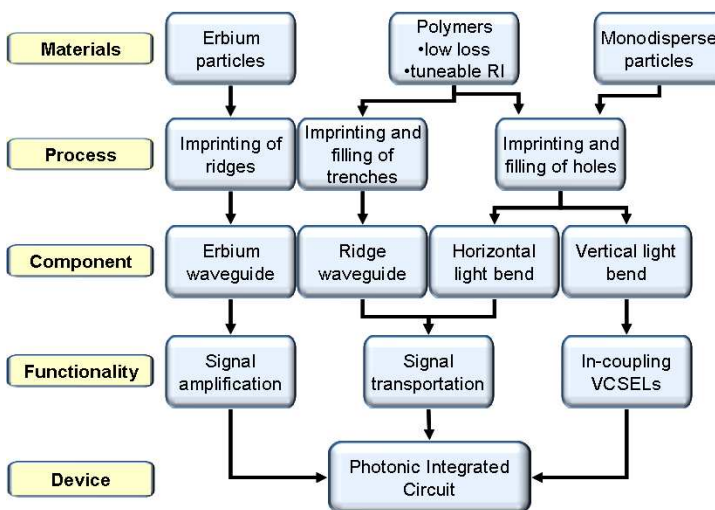 Materials
Erbium
particles
Polymers
•low loss
•tuneable RI
Monodisperse
particles
Process
Imprinting of
ridges
Imprinting and
filling of
trenches
Imprinting and
filling of holes
Component
Erbium
waveguide
Ridge
waveguide
Horizontal
light bend
Vertical light
bend
Functionality
Signal
amplification
Signal
transportation
In-coupling
VCSELs
Device
Photonic Integrated
Circuit